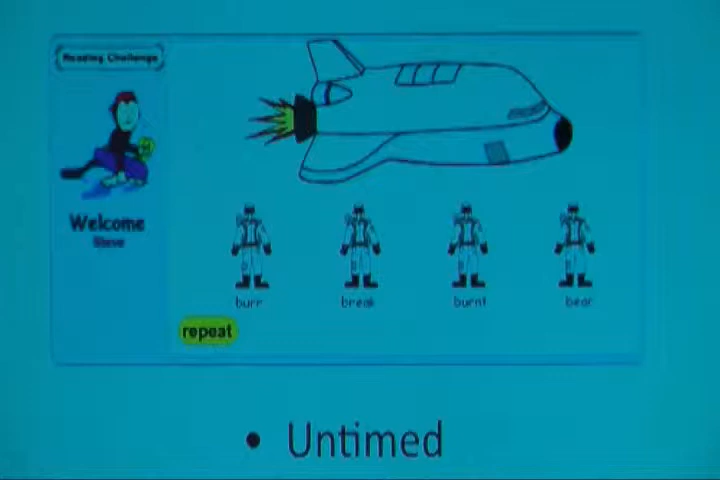 Reading Challenge
Welcome
Steve
burr
break
burnt
bear
repeat
• Untimed